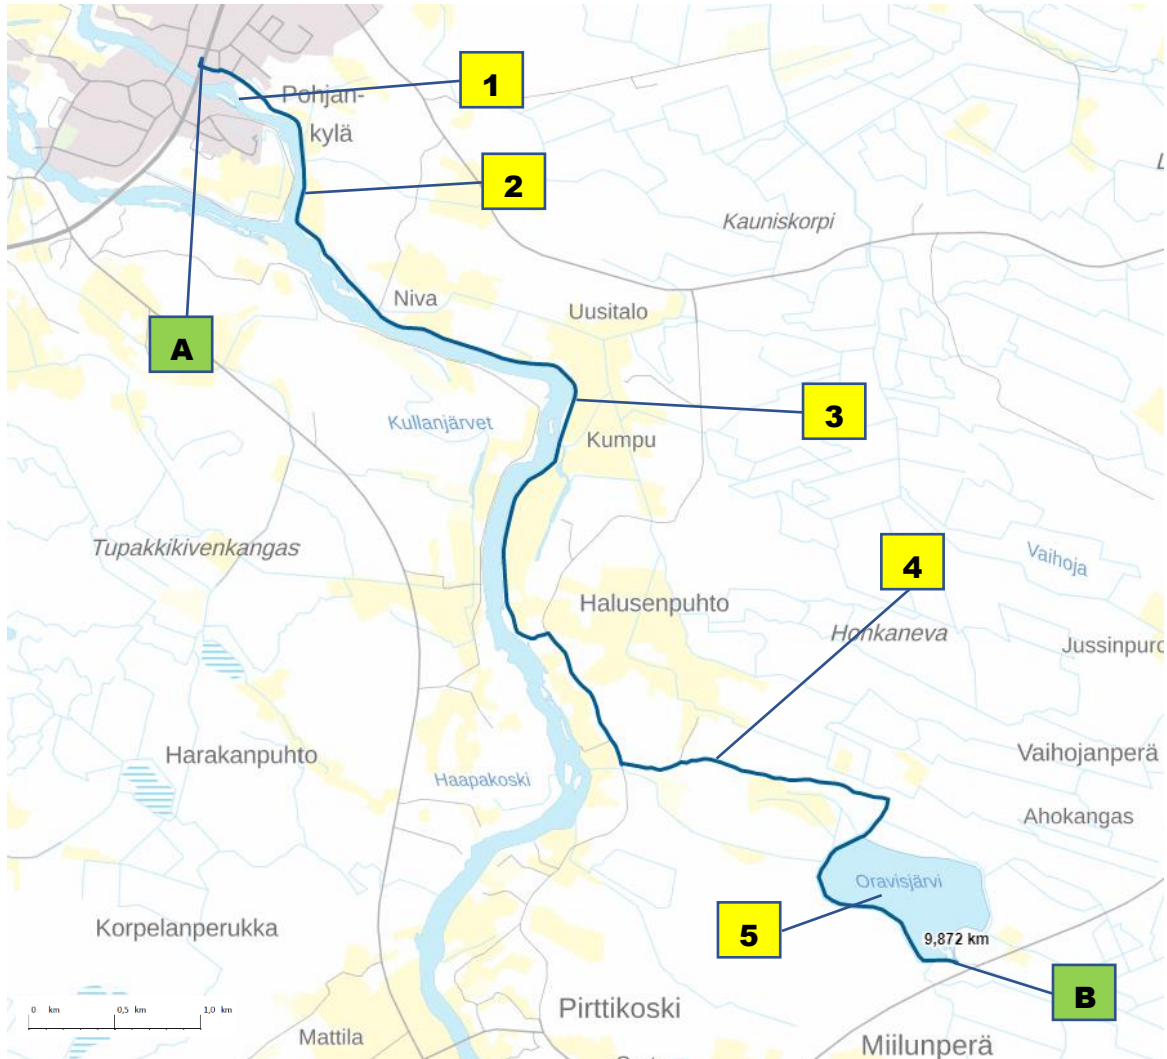 1
Pohjan-
kylä
2
L
Kauniskorpi
Niva
Uusitalo
A
3
Kullanjärvet
Kumpu
Tupakkikivenkangas
4
Vaihoja
Halusenpuhto
Honkaneva
Jussinpuro
Harakanpuhto
Vaihojanperä
Haapakoski
Ahokangas
Oravisjärvi
Korpelanperukka
5
9,872 km
B
0 km 0,5 km 1,0 km
Pirttikoski
Mattila
Miilunperä